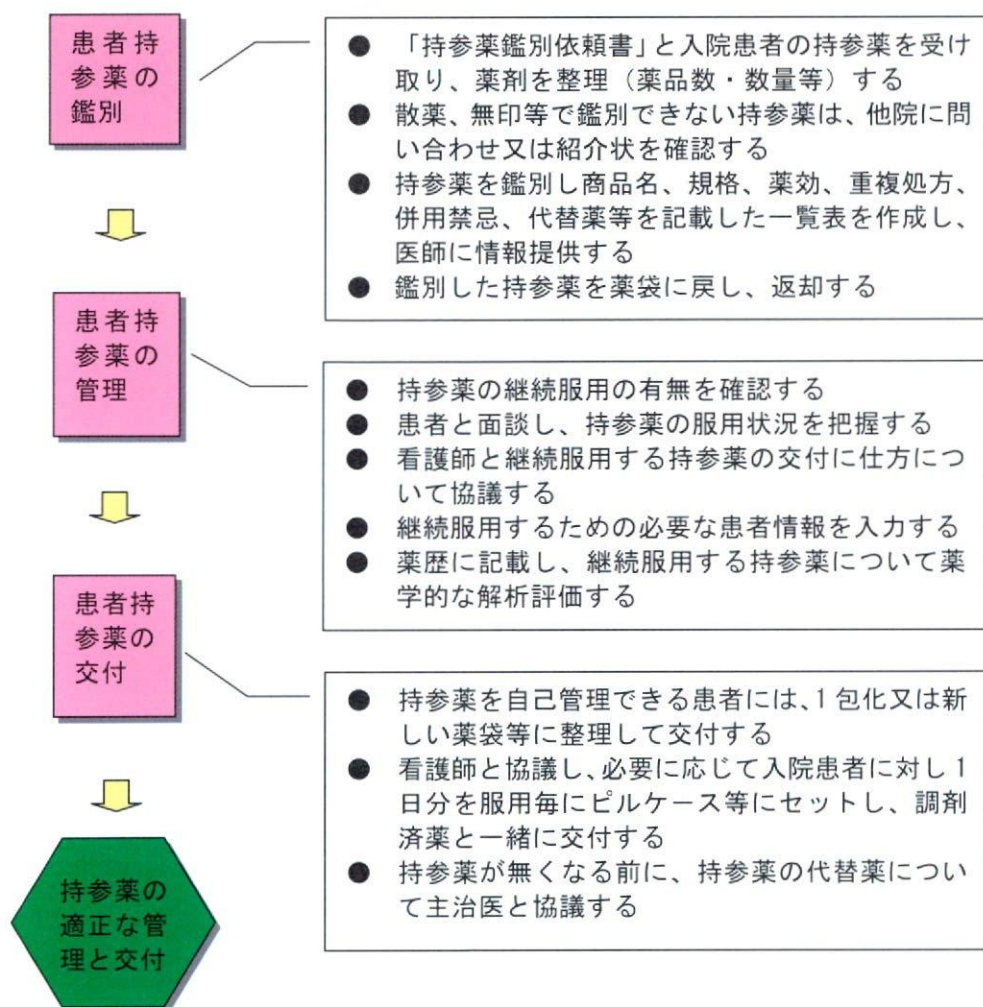 患者持
参薬の
鑑別
● 「持参薬鑑別依頼書」と入院患者の持参薬を受け
取り、薬剤を整理（薬品数・数量等）する
● 散薬、無印等で鑑別できない持参薬は、他院に問
い合わせ又は紹介状を確認する
● 持参薬を鑑別し商品名、規格、薬効、重複処方、
併用禁忌、代替薬等を記載した一覧表を作成し、
医師に情報提供する
● 鑑別した持参薬を薬袋に戻し、返却する
患者持
参薬の
管理
● 持参薬の継続服用の有無を確認する
● 患者と面談し、持参薬の服用状況を把握する
● 看護師と継続服用する持参薬の交付に仕方につ
いて協議する
● 継続服用するための必要な患者情報を入力する
● 薬歴に記載し、継続服用する持参薬について薬
学的な解析評価する
患者持
参薬の
交付
● 持参薬を自己管理できる患者には、1包化又は新
しい薬袋等に整理して交付する
● 看護師と協議し、必要に応じて入院患者に対し1
日分を服用毎にピルケース等にセットし、調剤
済薬と一緒に交付する
● 持参薬が無くなる前に、持参薬の代替薬につい
て主治医と協議する
持参薬の
適正な管
理と交付